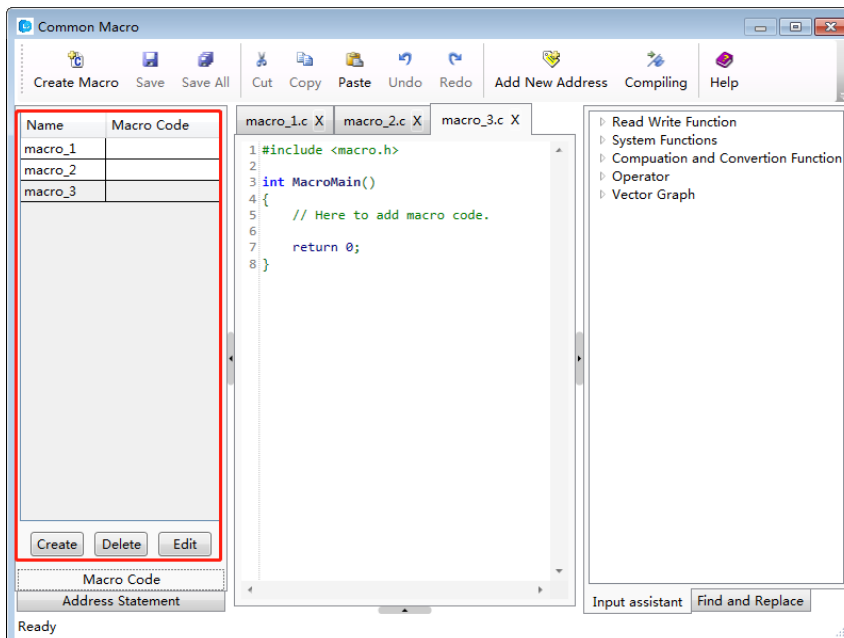 Common Macro
Create Macro Save Save All Cut Copy Paste Undo Redo Add New Address Compiling Help
Name Macro Code
macro_1
macro_2
macro_3
Create Delete Edit
Macro Code
Address Statement
macro_1.c X macro_2.c X macro_3.c X
1 #include <macro.h>
2
3 int MacroMain()
4 {
5 // Here to add macro code.
6
7 return 0;
8 }
Read Write Function
System Functions
Compuation and Convertion Function
Operator
Vector Graph
Input assistant Find and Replace
Ready